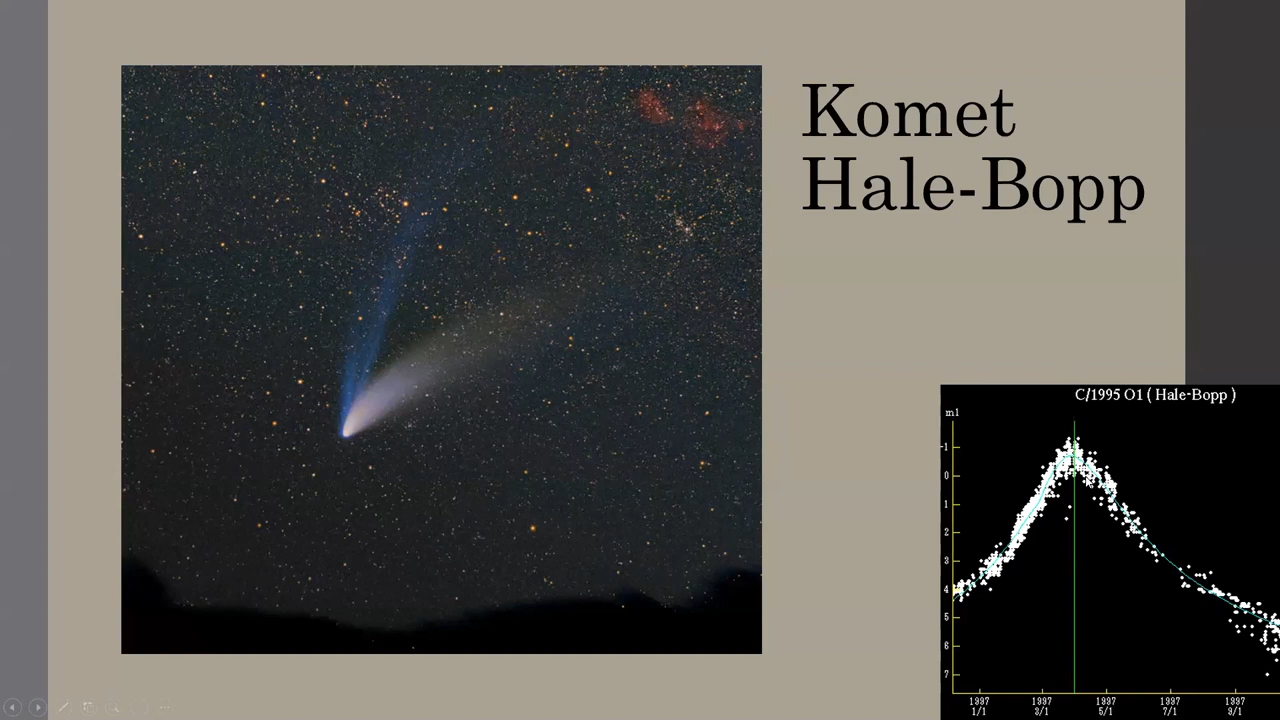 Komet
Hale-Bopp
C/1995 O1 ( Hale-Bopp )
m1
-1
0
1
2
3
4
5
6
7
1997 1997 1997 1997 1997
1/1 3/1 5/1 7/1 9/1